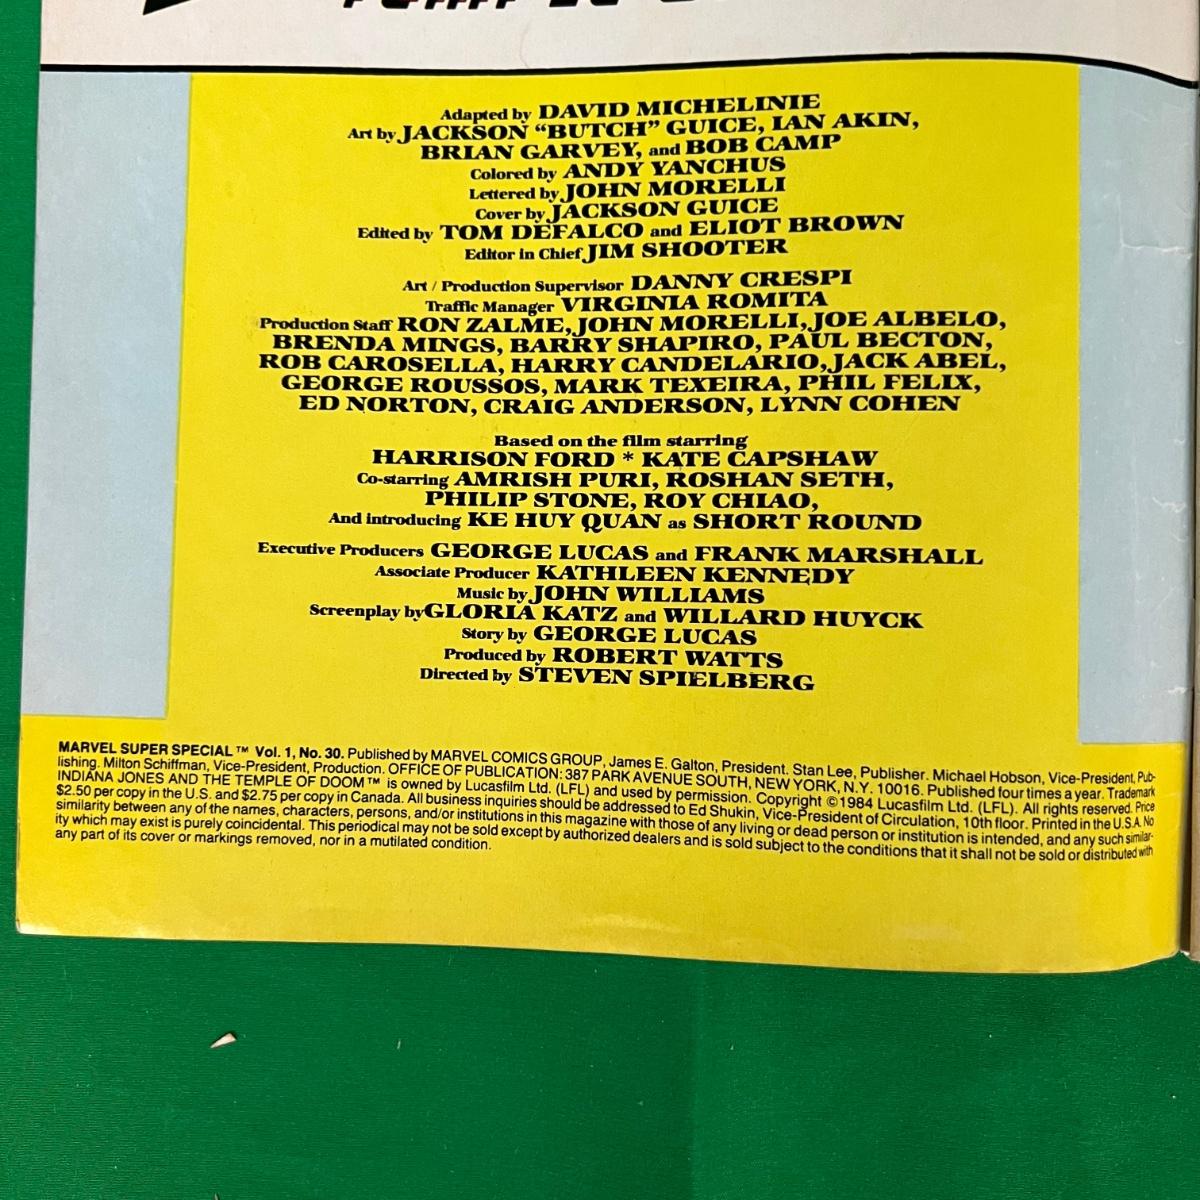 Adapted by DAVID MICHELINIE
Art by JACKSON “BUTCH” GUICE, IAN AKIN,
BRIAN GARVEY, and BOB CAMP
Colored by ANDY YANCHUS
Lettered by JOHN MORELLI
Cover by JACKSON GUICE
Edited by TOM DEFALCO and ELIOT BROWN
Editor in Chief JIM SHOOTER
Art / Production Supervisor DANNY CRESPI
Traffic Manager VIRGINIA ROMITA
Production Staff RON ZALME, JOHN MORELLI, JOE ALBELO,
BRENDA MINGS, BARRY SHAPIRO, PAUL BECTON,
ROB CAROSELLA, HARRY CANDELARIO, JACK ABEL,
GEORGE ROUSSOS, MARK TEXEIRA, PHIL FELIX,
ED NORTON, CRAIG ANDERSON, LYNN COHEN
Based on the film starring
HARRISON FORD * KATE CAPSHAW
Co-starring AMRISH PURI, ROSHAN SETH,
PHILIP STONE, ROY CHIAO,
And introducing KE HUY QUAN as SHORT ROUND
Executive Producers GEORGE LUCAS and FRANK MARSHALL
Associate Producer KATHLEEN KENNEDY
Music by JOHN WILLIAMS
Screenplay by GLORIA KATZ and WILLARD HUYCK
Story by GEORGE LUCAS
Produced by ROBERT WATTS
Directed by STEVEN SPIELBERG
MARVEL SUPER SPECIAL™ Vol. 1, No. 30. Published by MARVEL COMICS GROUP, James E. Galton, President. Stan Lee, Publisher. Michael Hobson, Vice-President, Pub-
lishing. Milton Schiffman, Vice-President, Production. OFFICE OF PUBLICATION: 387 PARK AVENUE SOUTH, NEW YORK, N.Y. 10016. Published four times a year. Trademark
INDIANA JONES AND THE TEMPLE OF DOOM™ is owned by Lucasfilm Ltd. (LFL) and used by permission. Copyright ©1984 Lucasfilm Ltd. (LFL). All rights reserved. Price
$2.50 per copy in the U.S. and $2.75 per copy in Canada. All business inquiries should be addressed to Ed Shukin, Vice-President of Circulation, 10th floor. Printed in the U.S.A. No
similarity between any of the names, characters, persons, and/or institutions in this magazine with those of any living or dead person or institution is intended, and any such similar-
ity which may exist is purely coincidental. This periodical may not be sold except by authorized dealers and is sold subject to the conditions that it shall not be sold or distributed with
any part of its cover or markings removed, nor in a mutilated condition.